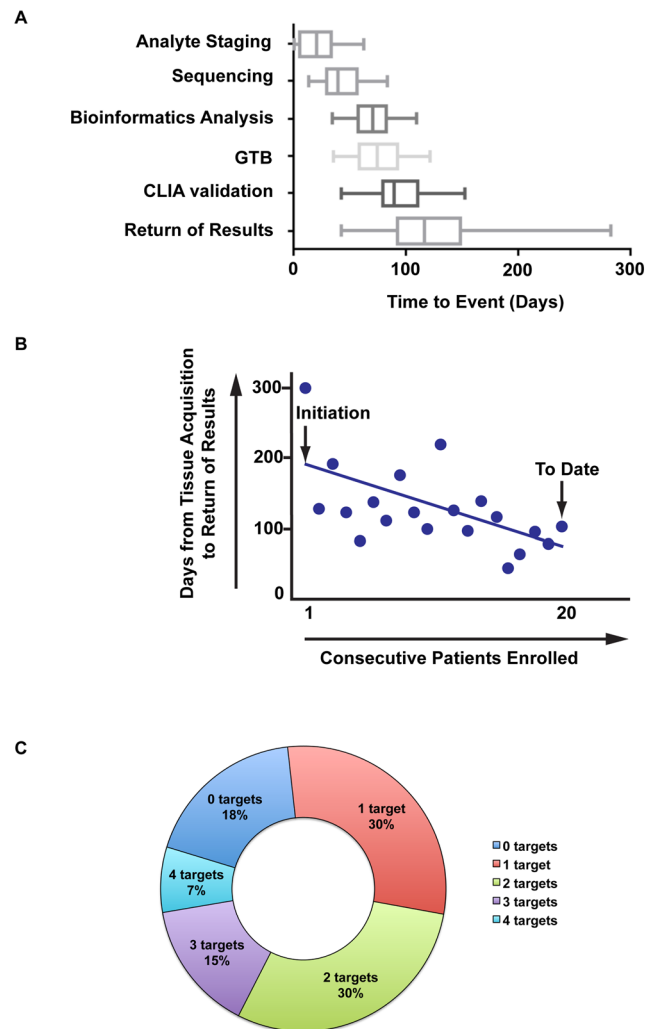 A
Analyte Staging
Sequencing
Bioinformatics Analysis
GTB
CLIA validation
Return of Results
0
100
200
300
Time to Event (Days)
B
Days from Tissue Acquisition
to Return of Results
300
200
100
0
Initiation
To Date
1
20
Consecutive Patients Enrolled
C
0 targets
18%
1 target
30%
4 targets
7%
3 targets
15%
2 targets
30%
0 targets
1 target
2 targets
3 targets
4 targets